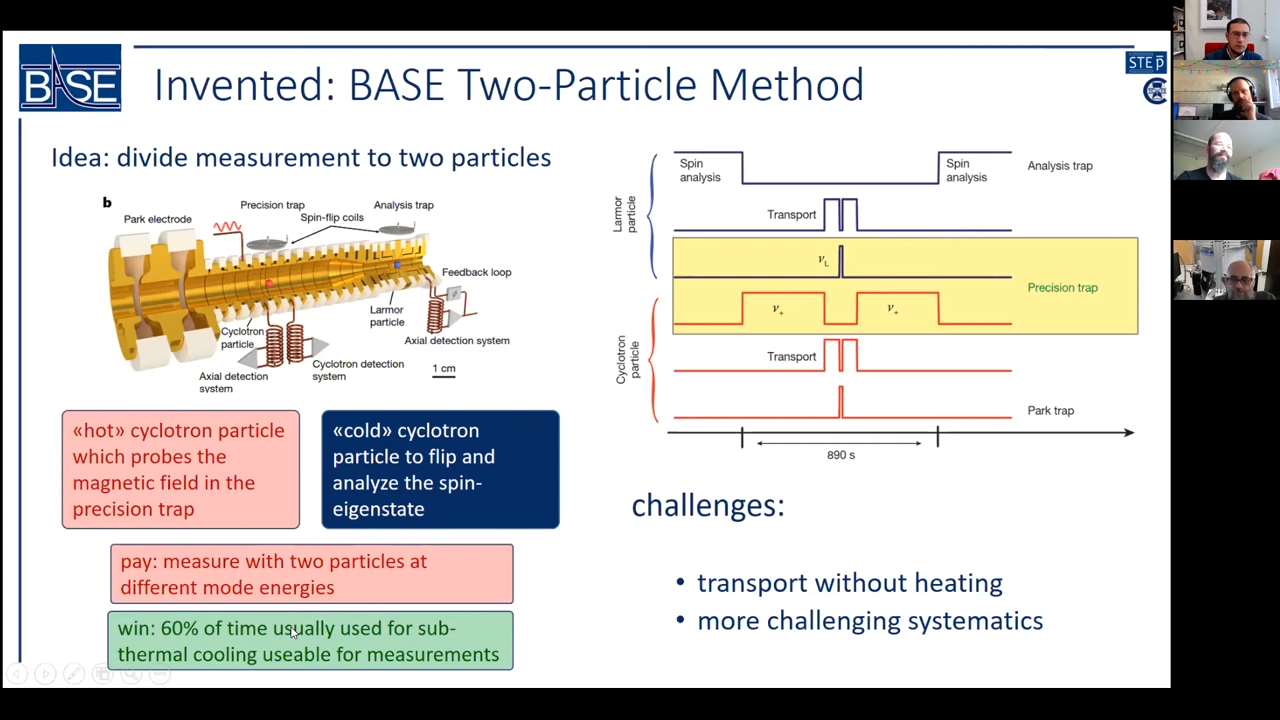 BASE
Invented: BASE Two-Particle Method
STEP
Idea: divide measurement to two particles
b
Park electrode
Precision trap
Spin-flip coils
Analysis trap
Feedback loop
Cyclotron
particle
Larmor
particle
Axial detection system
Axial detection
system
Cyclotron detection
system
1 cm
«hot» cyclotron particle
which probes the
magnetic field in the
precision trap
«cold» cyclotron
particle to flip and
analyze the spin-
eigenstate
pay: measure with two particles at
different mode energies
win: 60% of time usually used for sub-
thermal cooling useable for measurements
Larmor
particle
Spin
analysis
Spin
analysis
Analysis trap
Transport
νL
Precision trap
Cyclotron
particle
ν+
ν+
Transport
Park trap
890 s
challenges:
• transport without heating
• more challenging systematics